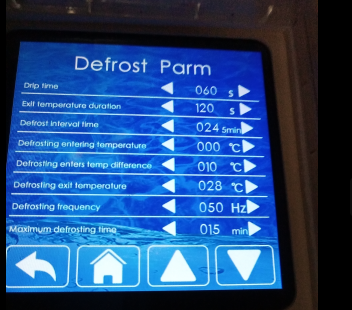 Defrost Parm
Drip time 060 s
Exit temperature duration 120 s
Defrost interval time 024 5min
Defrosting entering temperature 000 ℃
Defrosting enters temp difference 010 ℃
Defrosting exit temperature 028 ℃
Defrosting frequency 050 Hz
Maximum defrosting time 015 min